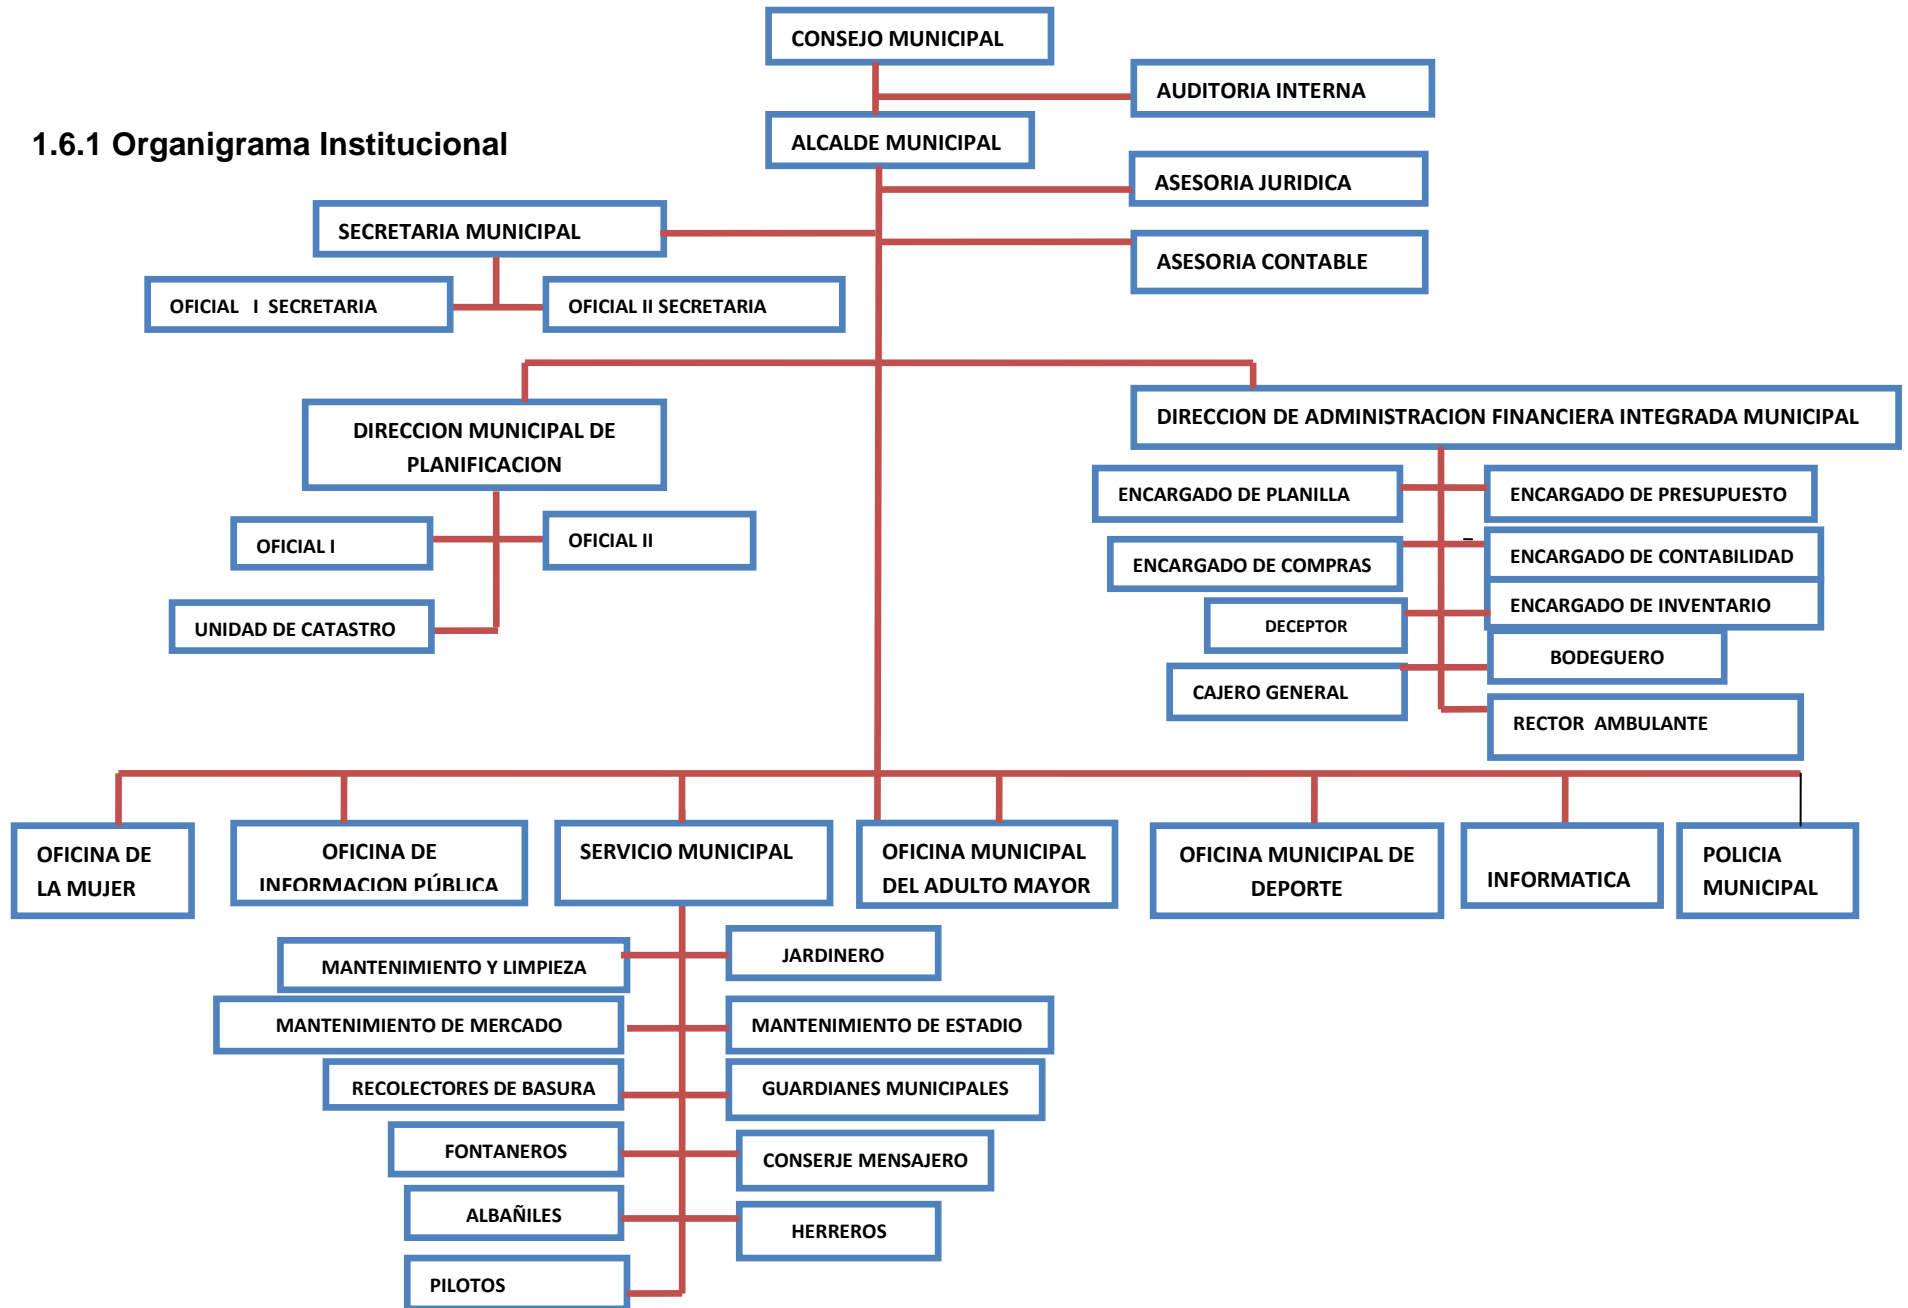 CONSEJO MUNICIPAL
AUDITORIA INTERNA
1.6.1 Organigrama Institucional
ALCALDE MUNICIPAL
ASESORIA JURIDICA
SECRETARIA MUNICIPAL
ASESORIA CONTABLE
OFICIAL I SECRETARIA
OFICIAL II SECRETARIA
DIRECCION MUNICIPAL DE
PLANIFICACION
DIRECCION DE ADMINISTRACION FINANCIERA INTEGRADA MUNICIPAL
OFICIAL I
OFICIAL II
UNIDAD DE CATASTRO
ENCARGADO DE PLANILLA
ENCARGADO DE PRESUPUESTO
ENCARGADO DE COMPRAS
ENCARGADO DE CONTABILIDAD
DECEPTOR
ENCARGADO DE INVENTARIO
CAJERO GENERAL
BODEGUERO
RECTOR AMBULANTE
OFICINA DE
LA MUJER
OFICINA DE
INFORMACION PÚBLICA
SERVICIO MUNICIPAL
OFICINA MUNICIPAL
DEL ADULTO MAYOR
OFICINA MUNICIPAL DE
DEPORTE
INFORMATICA
POLICIA
MUNICIPAL
MANTENIMIENTO Y LIMPIEZA
JARDINERO
MANTENIMIENTO DE MERCADO
MANTENIMIENTO DE ESTADIO
RECOLECTORES DE BASURA
GUARDIANES MUNICIPALES
FONTANEROS
CONSERJE MENSAJERO
ALBAÑILES
HERREROS
PILOTOS